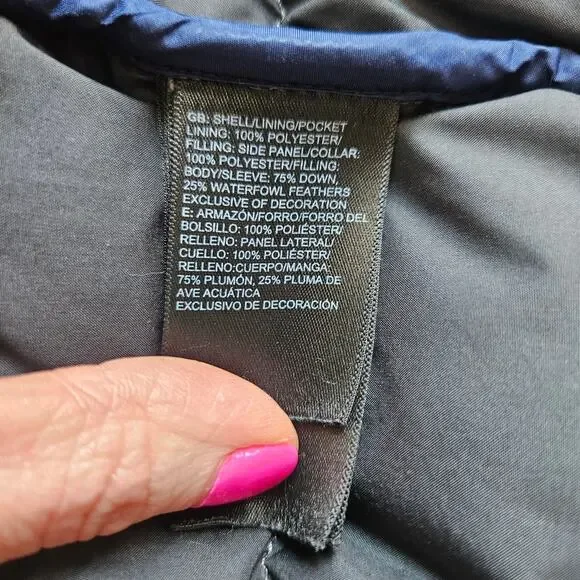 GB: SHELL/LINING/POCKET
LINING: 100% POLYESTER/
FILLING: SIDE PANEL/COLLAR:
100% POLYESTER/FILLING:
BODY/SLEEVE: 75% DOWN,
25% WATERFOWL FEATHERS
EXCLUSIVE OF DECORATION
E: ARMAZÓN/FORRO/FORRO DEL
BOLSILLO: 100% POLIÉSTER/
RELLENO: PANEL LATERAL/
CUELLO: 100% POLIÉSTER/
RELLENO:CUERPO/MANGA:
75% PLUMÓN, 25% PLUMA DE
AVE ACUÁTICA
EXCLUSIVO DE DECORACIÓN